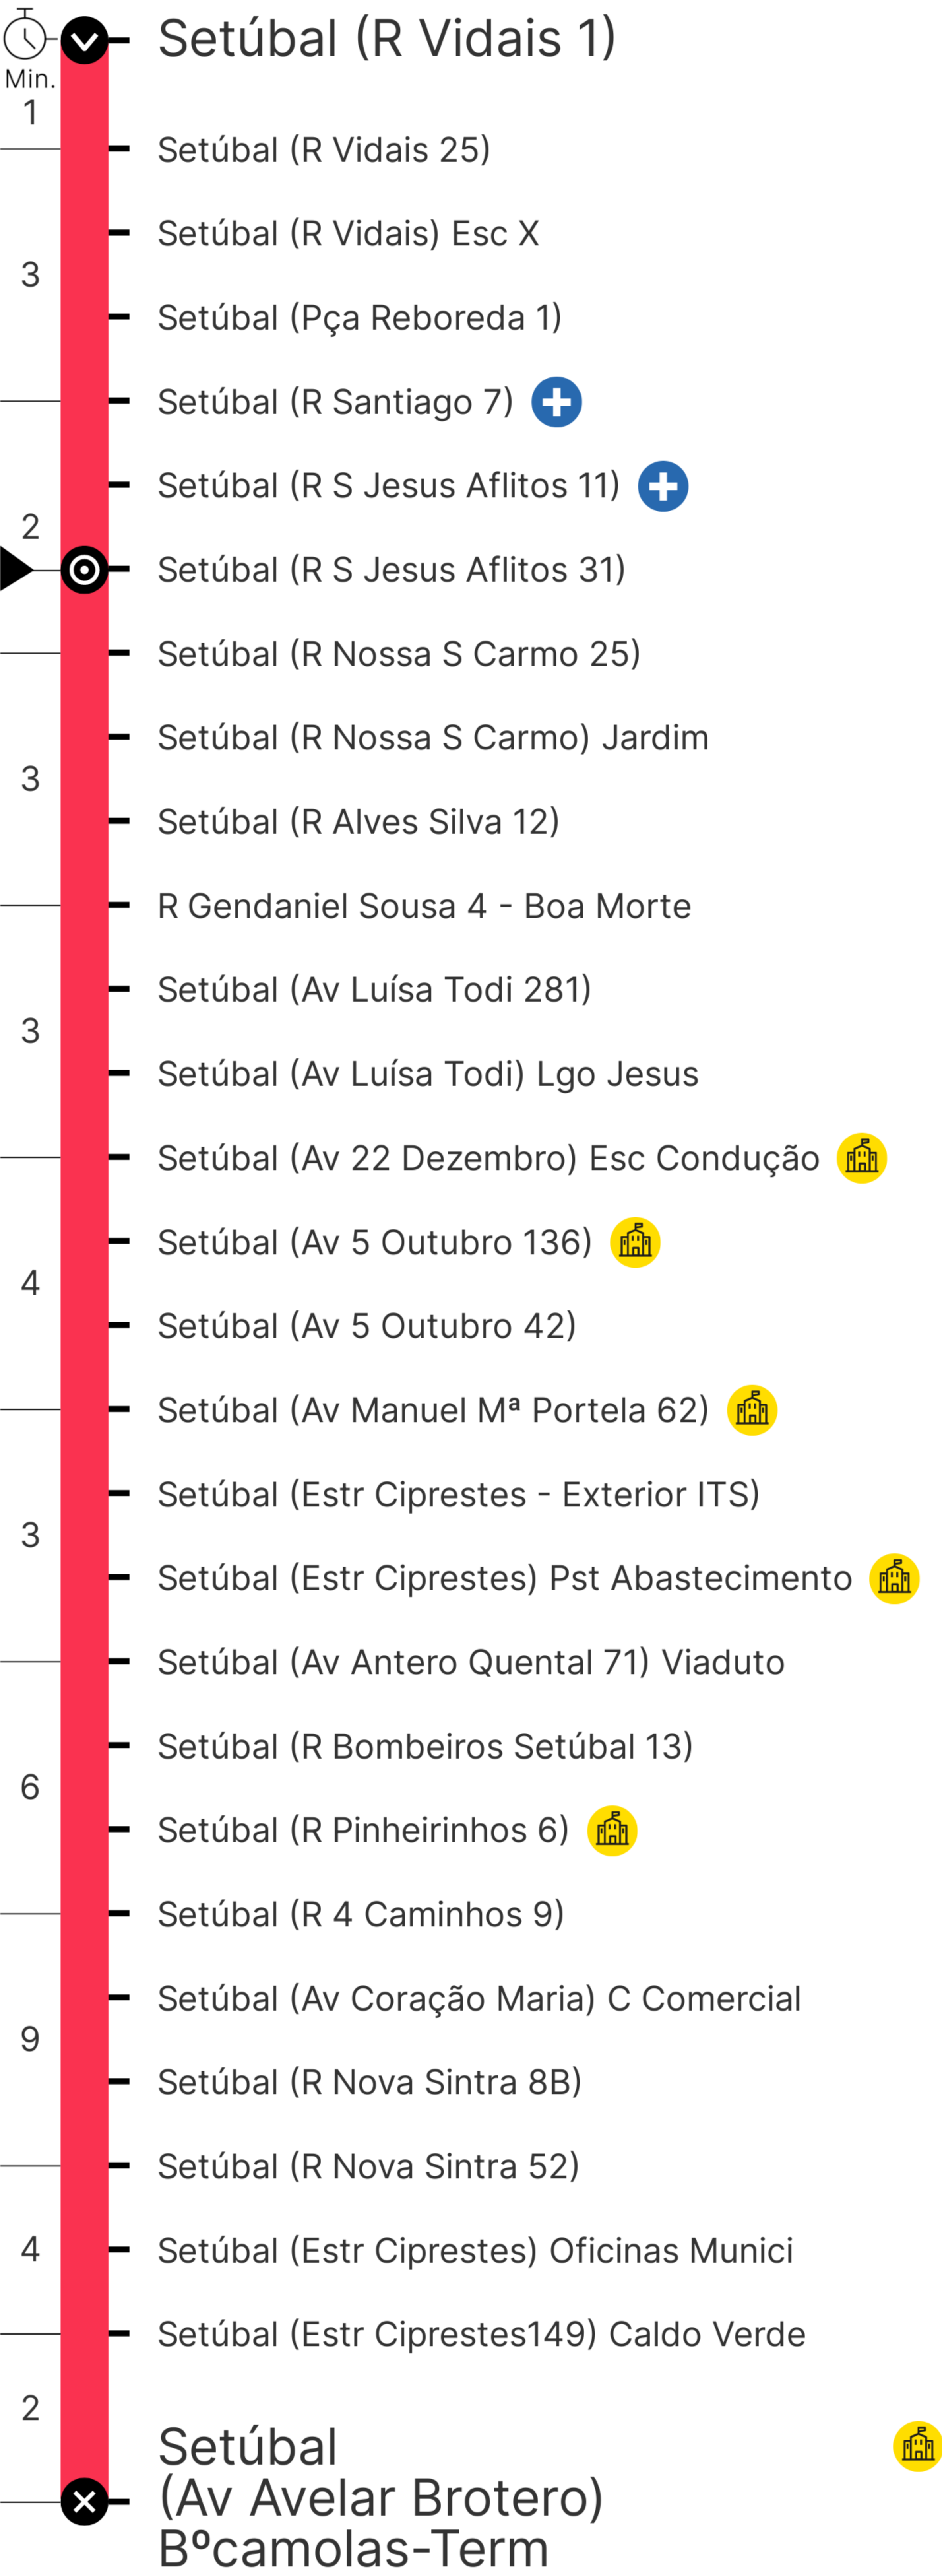 Setúbal (R Vidais 1)
Min.
1
Setúbal (R Vidais 25)
Setúbal (R Vidais) Esc X
3
Setúbal (Pça Reboreda 1)
Setúbal (R Santiago 7)
Setúbal (R S Jesus Aflitos 11)
2
Setúbal (R S Jesus Aflitos 31)
Setúbal (R Nossa S Carmo 25)
Setúbal (R Nossa S Carmo) Jardim
3
Setúbal (R Alves Silva 12)
R Gendaniel Sousa 4 - Boa Morte
Setúbal (Av Luísa Todi 281)
3
Setúbal (Av Luísa Todi) Lgo Jesus
Setúbal (Av 22 Dezembro) Esc Condução
Setúbal (Av 5 Outubro 136)
4
Setúbal (Av 5 Outubro 42)
Setúbal (Av Manuel Mª Portela 62)
Setúbal (Estr Ciprestes - Exterior ITS)
3
Setúbal (Estr Ciprestes) Pst Abastecimento
Setúbal (Av Antero Quental 71) Viaduto
Setúbal (R Bombeiros Setúbal 13)
6
Setúbal (R Pinheirinhos 6)
Setúbal (R 4 Caminhos 9)
Setúbal (Av Coração Maria) C Comercial
9
Setúbal (R Nova Sintra 8B)
Setúbal (R Nova Sintra 52)
4
Setúbal (Estr Ciprestes) Oficinas Munici
Setúbal (Estr Ciprestes149) Caldo Verde
2
Setúbal
(Av Avelar Brotero)
Bºcamolas-Term